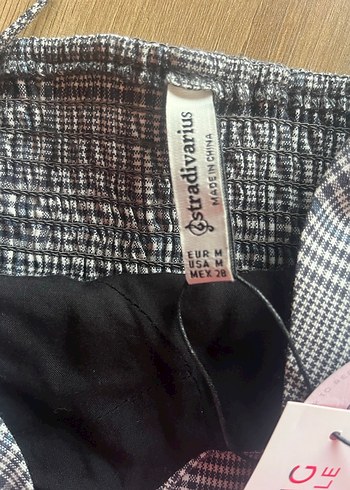 stradivarius
MADE IN CHINA
EUR M
USA M
MEX 28